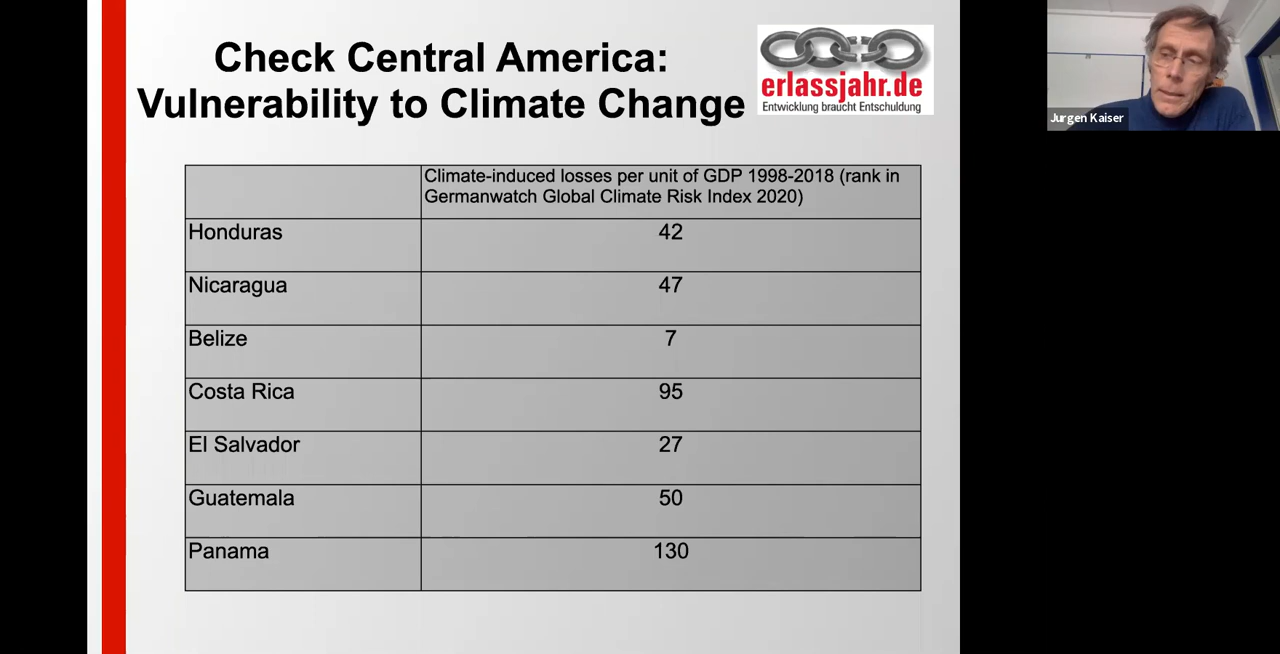 Check Central America:
Vulnerability to Climate Change
erlassjahr.de
Entwicklung braucht Entschuldung
Jurgen Kaiser
Climate-induced losses per unit of GDP 1998-2018 (rank in
Germanwatch Global Climate Risk Index 2020)
Honduras 42
Nicaragua 47
Belize 7
Costa Rica 95
El Salvador 27
Guatemala 50
Panama 130